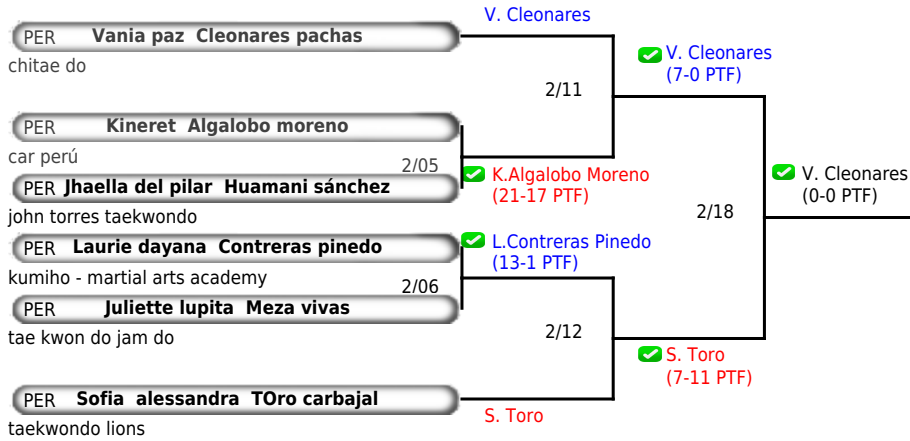 V. Cleonares
PER Vania paz Cleonares pachas
chitae do
V. Cleonares
(7-0 PTF)
2/11
PER Kineret Algalobo moreno
car perú
2/05
K.Algalobo Moreno
(21-17 PTF)
PER Jhaella del pilar Huamani sánchez
john torres taekwondo
V. Cleonares
(0-0 PTF)
2/18
PER Laurie dayana Contreras pinedo
kumiho - martial arts academy
L.Contreras Pinedo
(13-1 PTF)
2/06
PER Juliette lupita Meza vivas
tae kwon do jam do
2/12
S. Toro
(7-11 PTF)
PER Sofia alessandra TOro carbajal
taekwondo lions
S. Toro